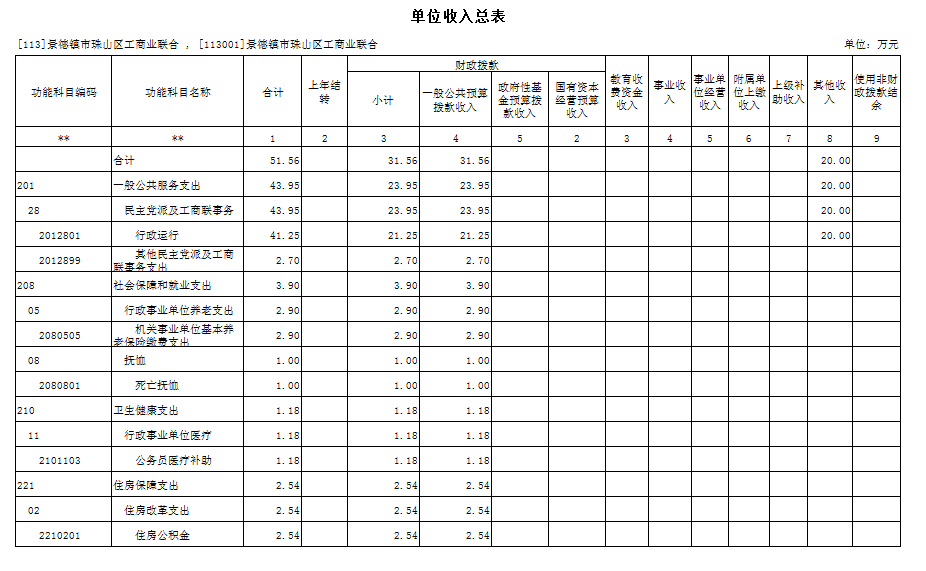 单位收入总表
[113]景德镇市珠山区工商业联合 , [113001]景德镇市珠山区工商业联合 单位: 万元
功能科目编码 功能科目名称 合计 上年结转 财政拨款 教育收费资金收入 事业收入 事业单位经营收入 附属单位上缴收入 上级补助收入 其他收入 使用非财政拨款结余
小计 一般公共预算拨款收入 政府性基金预算拨款收入 国有资本经营预算收入
** ** 1 2 3 4 5 2 3 4 5 6 7 8 9
合计 51.56 31.56 31.56 20.00
201 一般公共服务支出 43.95 23.95 23.95 20.00
28 民主党派及工商联事务 43.95 23.95 23.95 20.00
2012801 行政运行 41.25 21.25 21.25 20.00
2012899 其他民主党派及工商联事务支出 2.70 2.70 2.70
208 社会保障和就业支出 3.90 3.90 3.90
05 行政事业单位养老支出 2.90 2.90 2.90
2080505 机关事业单位基本养老保险缴费支出 2.90 2.90 2.90
08 抚恤 1.00 1.00 1.00
2080801 死亡抚恤 1.00 1.00 1.00
210 卫生健康支出 1.18 1.18 1.18
11 行政事业单位医疗 1.18 1.18 1.18
2101103 公务员医疗补助 1.18 1.18 1.18
221 住房保障支出 2.54 2.54 2.54
02 住房改革支出 2.54 2.54 2.54
2210201 住房公积金 2.54 2.54 2.54